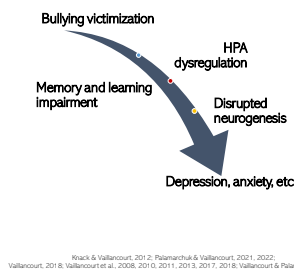 Bullying victimization
HPA
dysregulation
Memory and learning
impairment
Disrupted
neurogenesis
Depression, anxiety, etc
Knack & Vaillancourt, 2012; Palamarchuk & Vaillancourt, 2021, 2022;
Vaillancourt, 2018; Vaillancourt et al., 2008, 2010, 2011, 2013, 2017, 2018; Vaillancourt & Palar